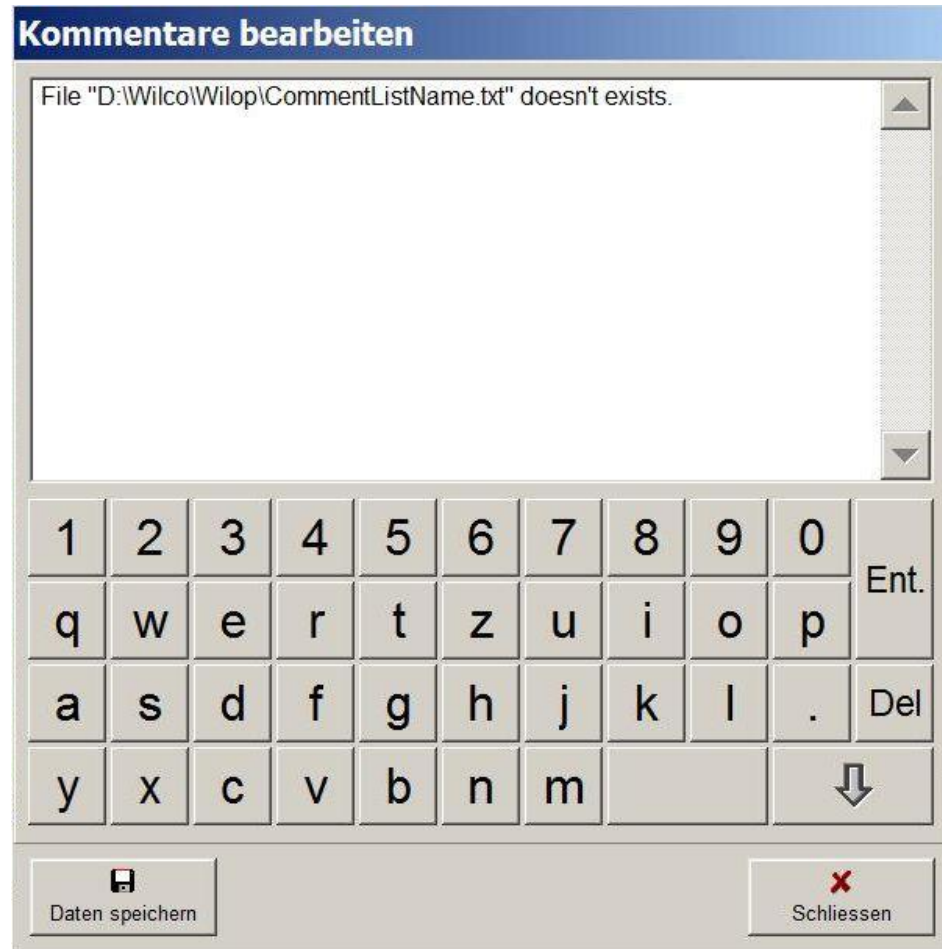 Kommentare bearbeiten
File "D:\Wilco\Wilop\CommentListName.txt" doesn't exists.
1 2 3 4 5 6 7 8 9 0
Ent.
q w e r t z u i o p
a s d f g h j k l . Del
y x c v b n m
Daten speichern
Schliessen